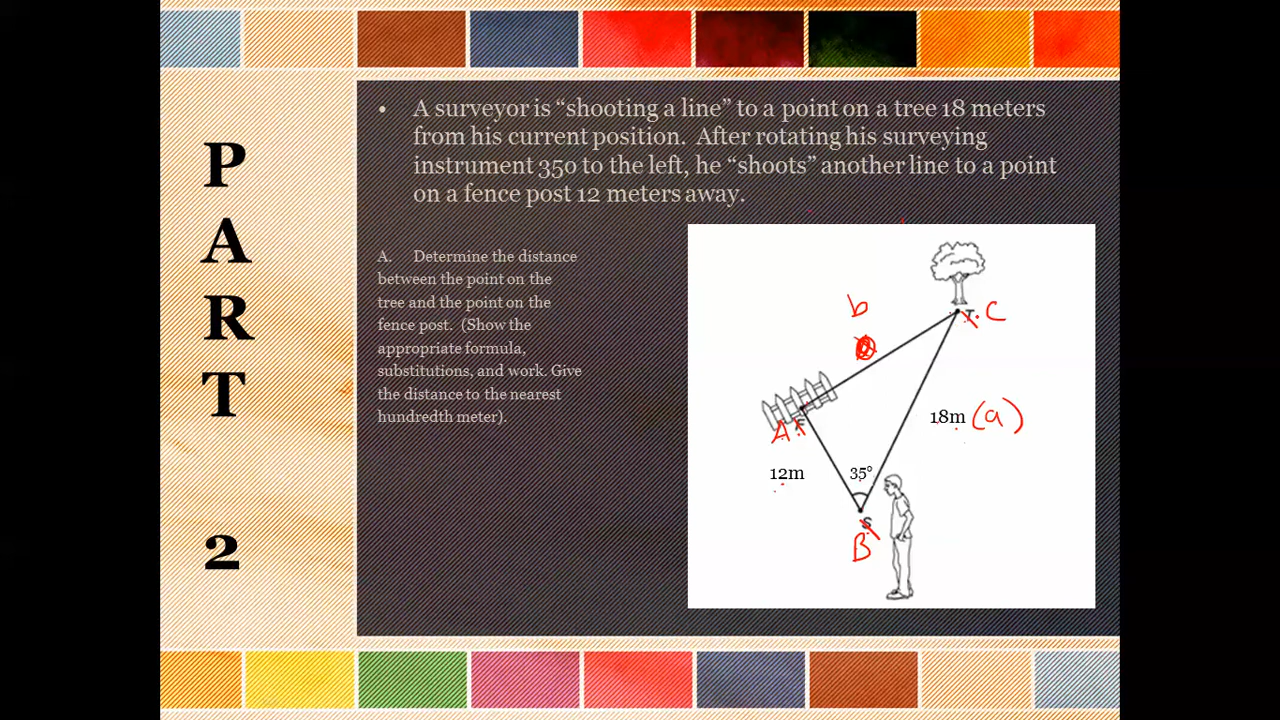 P
A
R
T
2
• A surveyor is “shooting a line” to a point on a tree 18 meters
from his current position. After rotating his surveying
instrument 35o to the left, he “shoots” another line to a point
on a fence post 12 meters away.
A. Determine the distance
between the point on the
tree and the point on the
fence post. (Show the
appropriate formula,
substitutions, and work. Give
the distance to the nearest
hundredth meter).
b
C
A
18m (a)
12m
35°
B